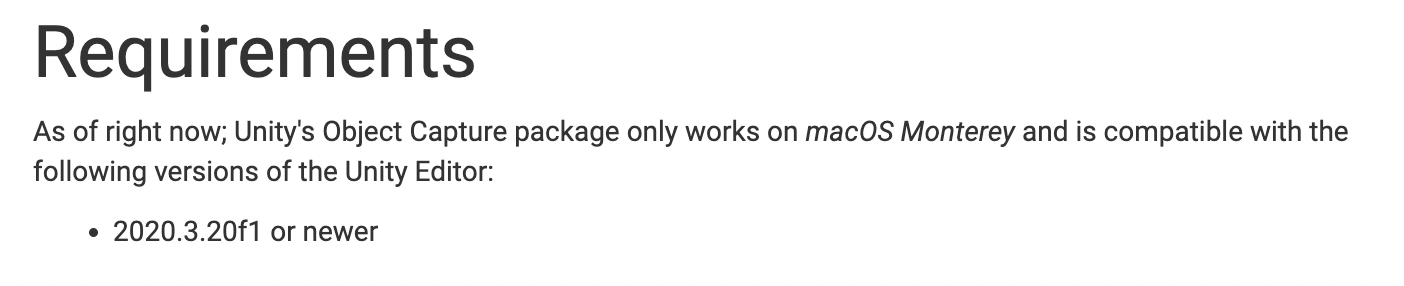 Requirements
As of right now; Unity's Object Capture package only works on macOS Monterey and is compatible with the
following versions of the Unity Editor:
• 2020.3.20f1 or newer